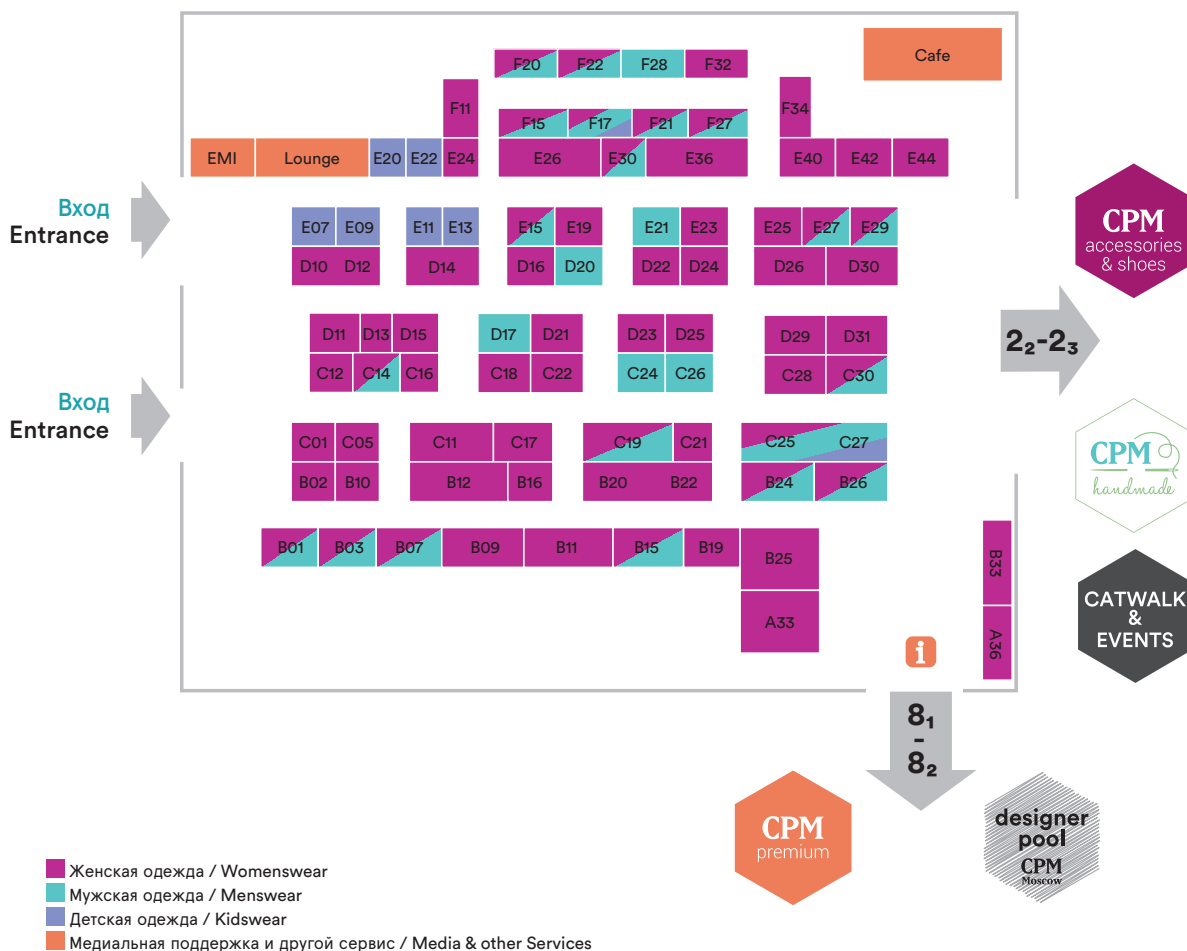 Cafe
F20 F22 F28 F32
F11
F34
F15 F17 F21 F27
EMI Lounge E20 E22 E24 E26 E30 E36 E40 E42 E44
Вход
Entrance
E07 E09 E11 E13 E15 E19 E21 E23 E25 E27 E29
D10 D12 D14 D16 D20 D22 D24 D26 D30
CPM
accessories
& shoes
D11 D13 D15 D17 D21 D23 D25 D29 D31
2₂-2₃
C12 C14 C16 C18 C22 C24 C26 C28 C30
Вход
Entrance
C01 C05 C11 C17 C19 C21 C25 C27
B02 B10 B12 B16 B20 B22 B24 B26
CPM
handmade
B01 B03 B07 B09 B11 B15 B19 B25
B33
A33
A36
i
CATWALK
&
EVENTS
8₁
-
8₂
CPM
premium
designer
pool
CPM
Moscow
Женская одежда / Womenswear
Мужская одежда / Menswear
Детская одежда / Kidswear
Медиальная поддержка и другой сервис / Media & other Services